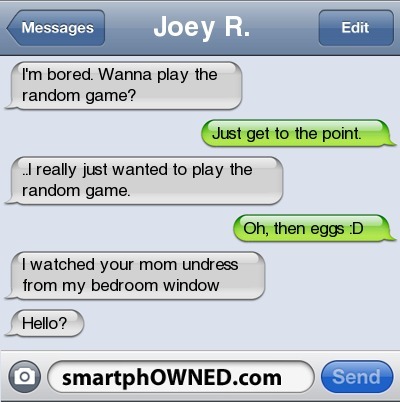 Messages
Joey R.
Edit
I'm bored. Wanna play the
random game?
Just get to the point.
..I really just wanted to play the
random game.
Oh, then eggs :D
I watched your mom undress
from my bedroom window
Hello?
smartphOWNED.com
Send